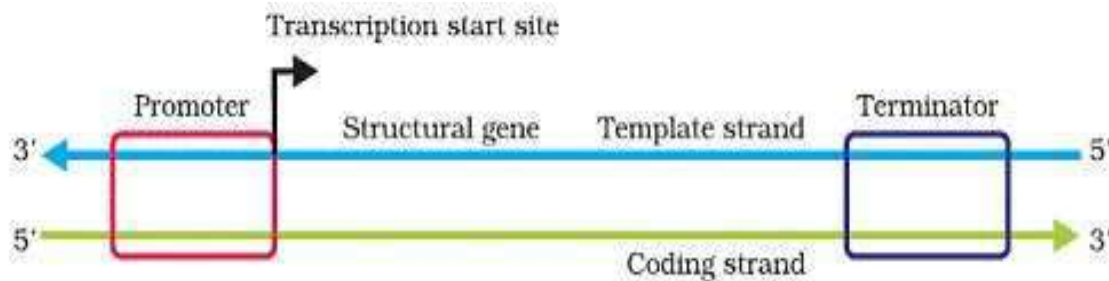 Transcription start site
Promoter
Structural gene
Template strand
Terminator
3'
5'
5'
3'
Coding strand